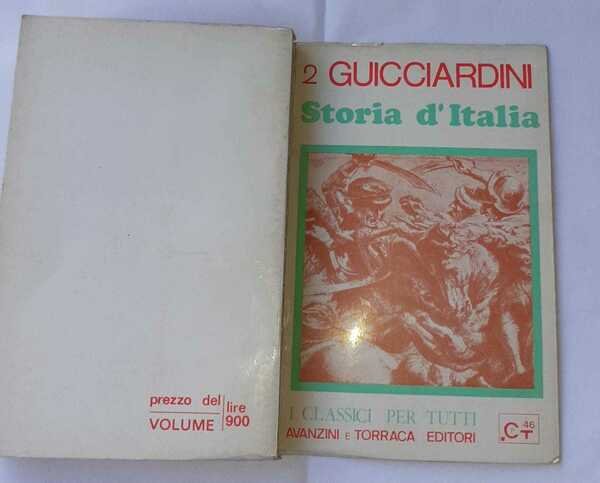 prezzo del lire
VOLUME 900
2 GUICCIARDINI
Storia d'Italia
I CLASSICI PER TUTTI
AVANZINI E TORRACA EDITORI
CT 46